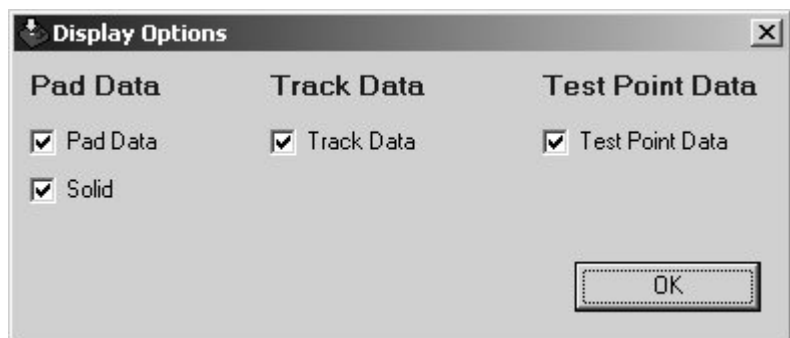 Display Options
Pad Data Track Data Test Point Data
Pad Data Track Data Test Point Data
Solid
OK